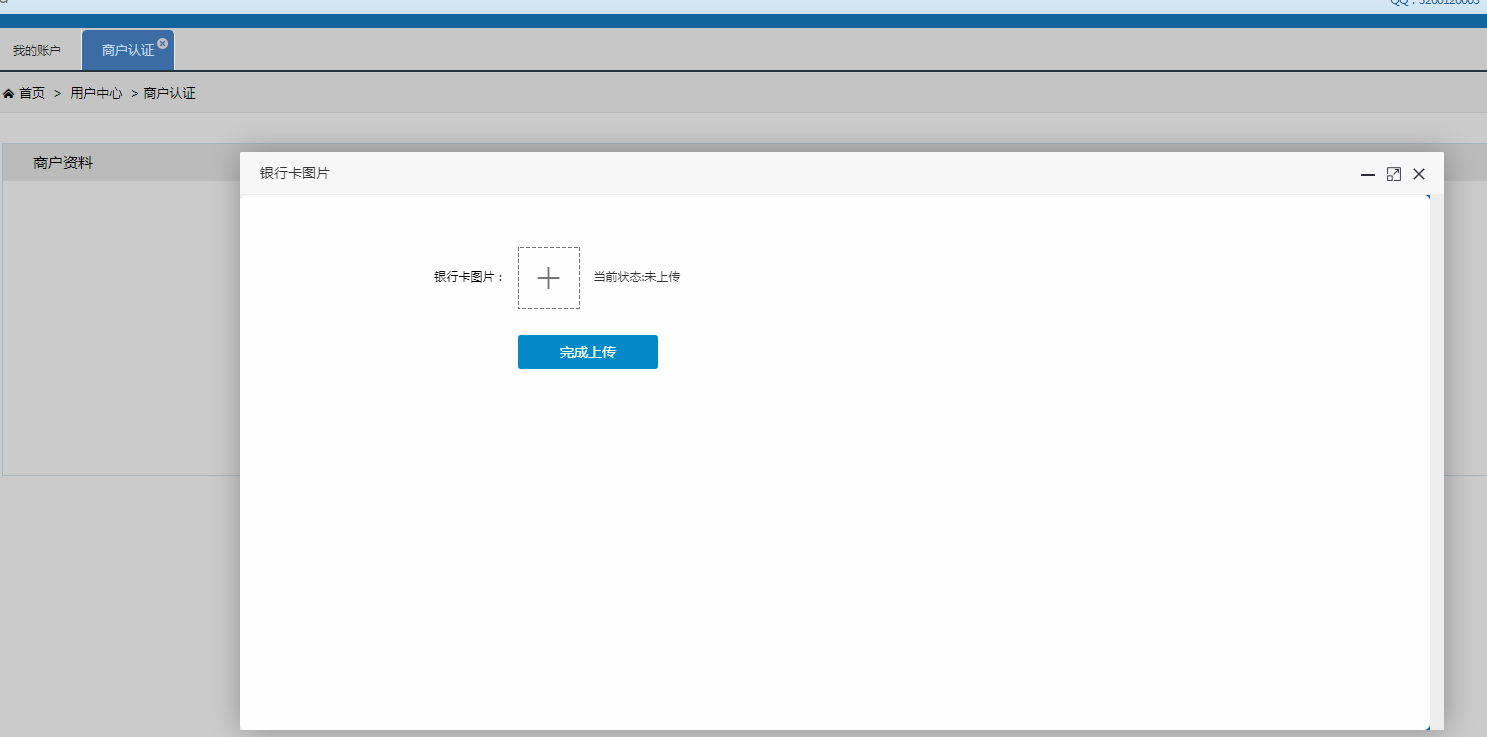 我的账户
商户认证
首页 > 用户中心 > 商户认证
商户资料
银行卡图片
银行卡图片：
当前状态:未上传
完成上传